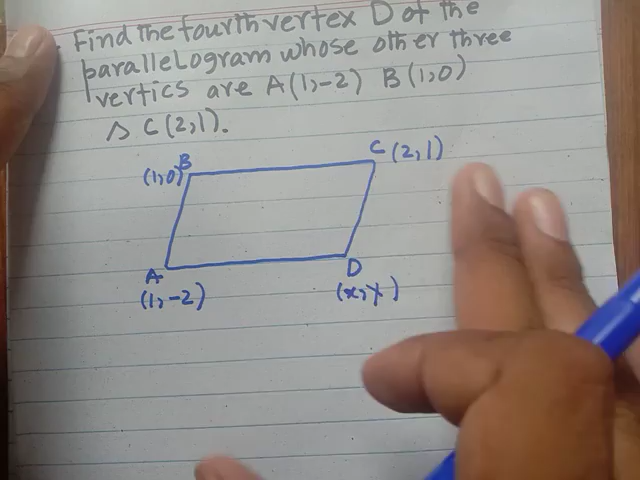 Find the fourth vertex D of the
parallelogram whose other three
vertics are A(1,-2) B(1,0)
& C(2,1).
B
C (2,1)
(1,0)
A
D
(1,-2)
(x,y)